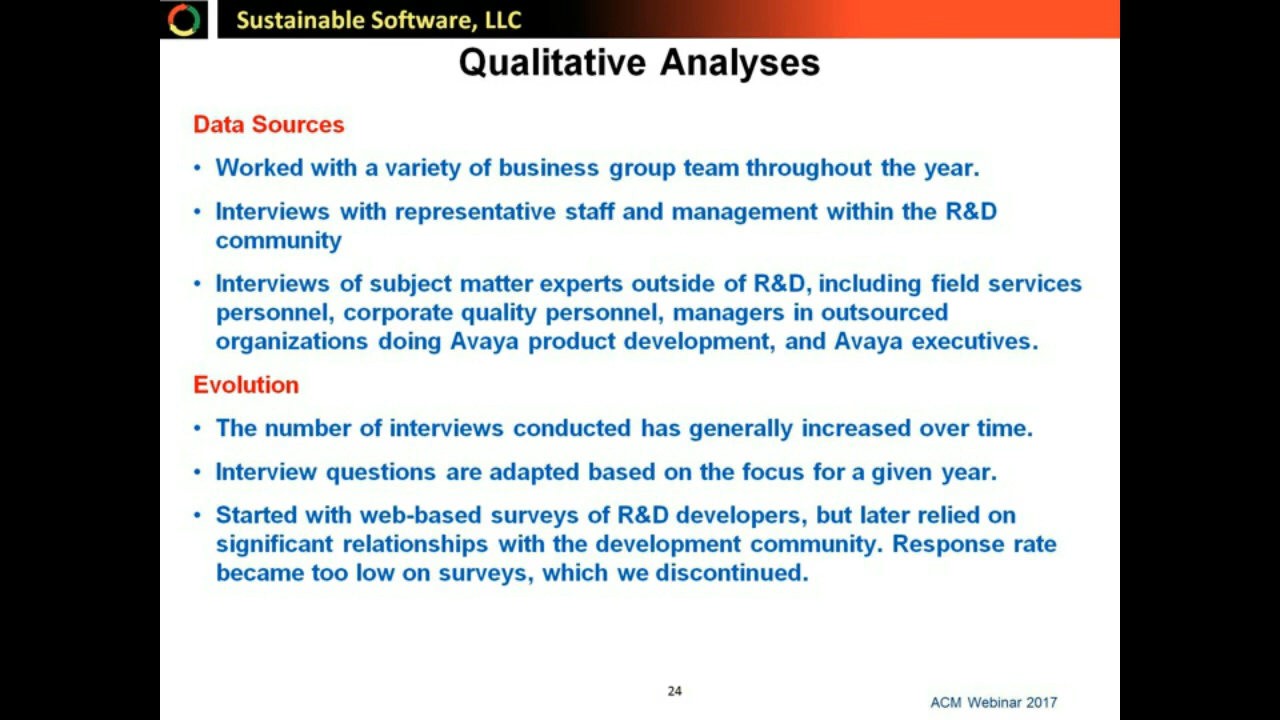 Sustainable Software, LLC
Qualitative Analyses
Data Sources
• Worked with a variety of business group team throughout the year.
• Interviews with representative staff and management within the R&D
community
• Interviews of subject matter experts outside of R&D, including field services
personnel, corporate quality personnel, managers in outsourced
organizations doing Avaya product development, and Avaya executives.
Evolution
• The number of interviews conducted has generally increased over time.
• Interview questions are adapted based on the focus for a given year.
• Started with web-based surveys of R&D developers, but later relied on
significant relationships with the development community. Response rate
became too low on surveys, which we discontinued.
24
ACM Webinar 2017